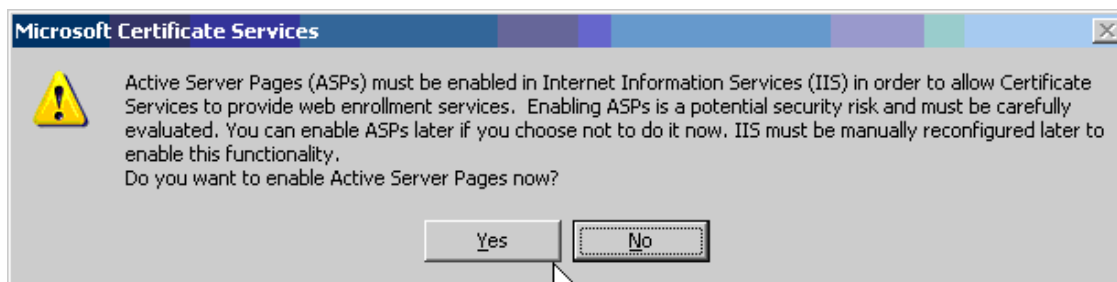 Microsoft Certificate Services
Active Server Pages (ASPs) must be enabled in Internet Information Services (IIS) in order to allow Certificate
Services to provide web enrollment services.  Enabling ASPs is a potential security risk and must be carefully
evaluated. You can enable ASPs later if you choose not to do it now. IIS must be manually reconfigured later to
enable this functionality.
Do you want to enable Active Server Pages now?
Yes
No